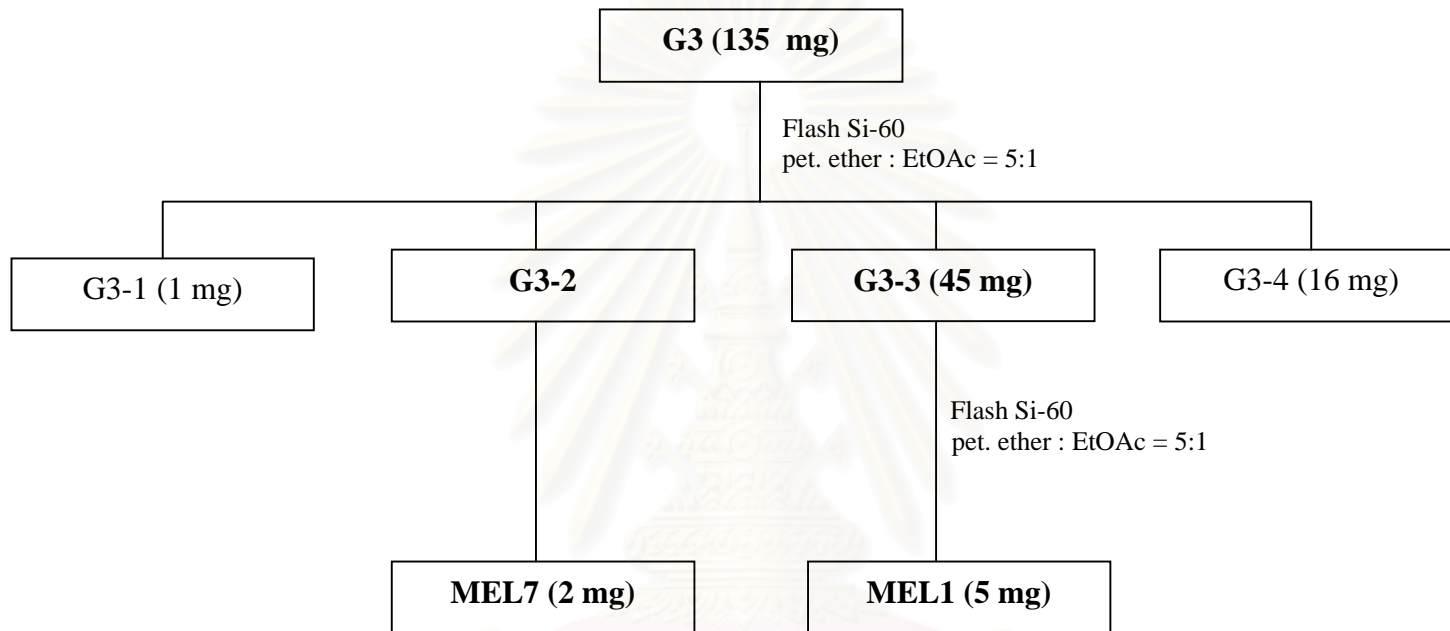 G3 (135 mg)
Flash Si-60
pet. ether : EtOAc = 5:1
G3-1 (1 mg)
G3-2
G3-3 (45 mg)
G3-4 (16 mg)
Flash Si-60
pet. ether : EtOAc = 5:1
MEL7 (2 mg)
MEL1 (5 mg)